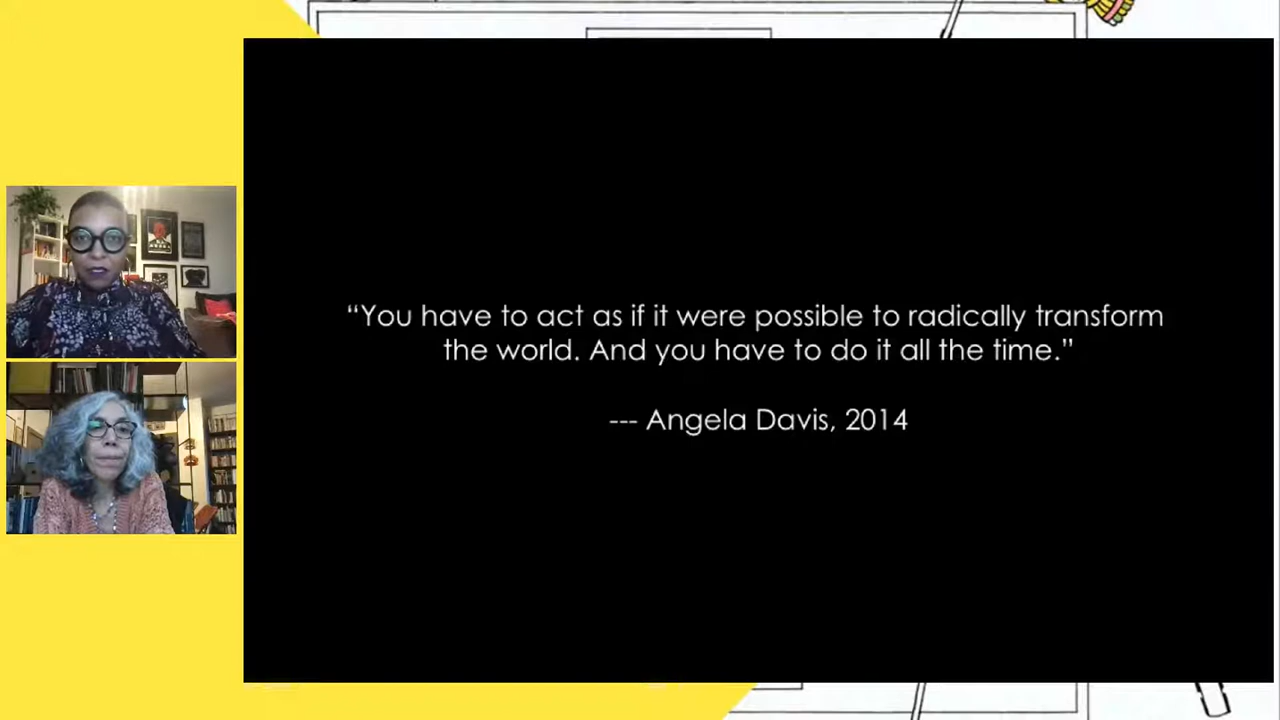 “You have to act as if it were possible to radically transform
the world. And you have to do it all the time.”
--- Angela Davis, 2014